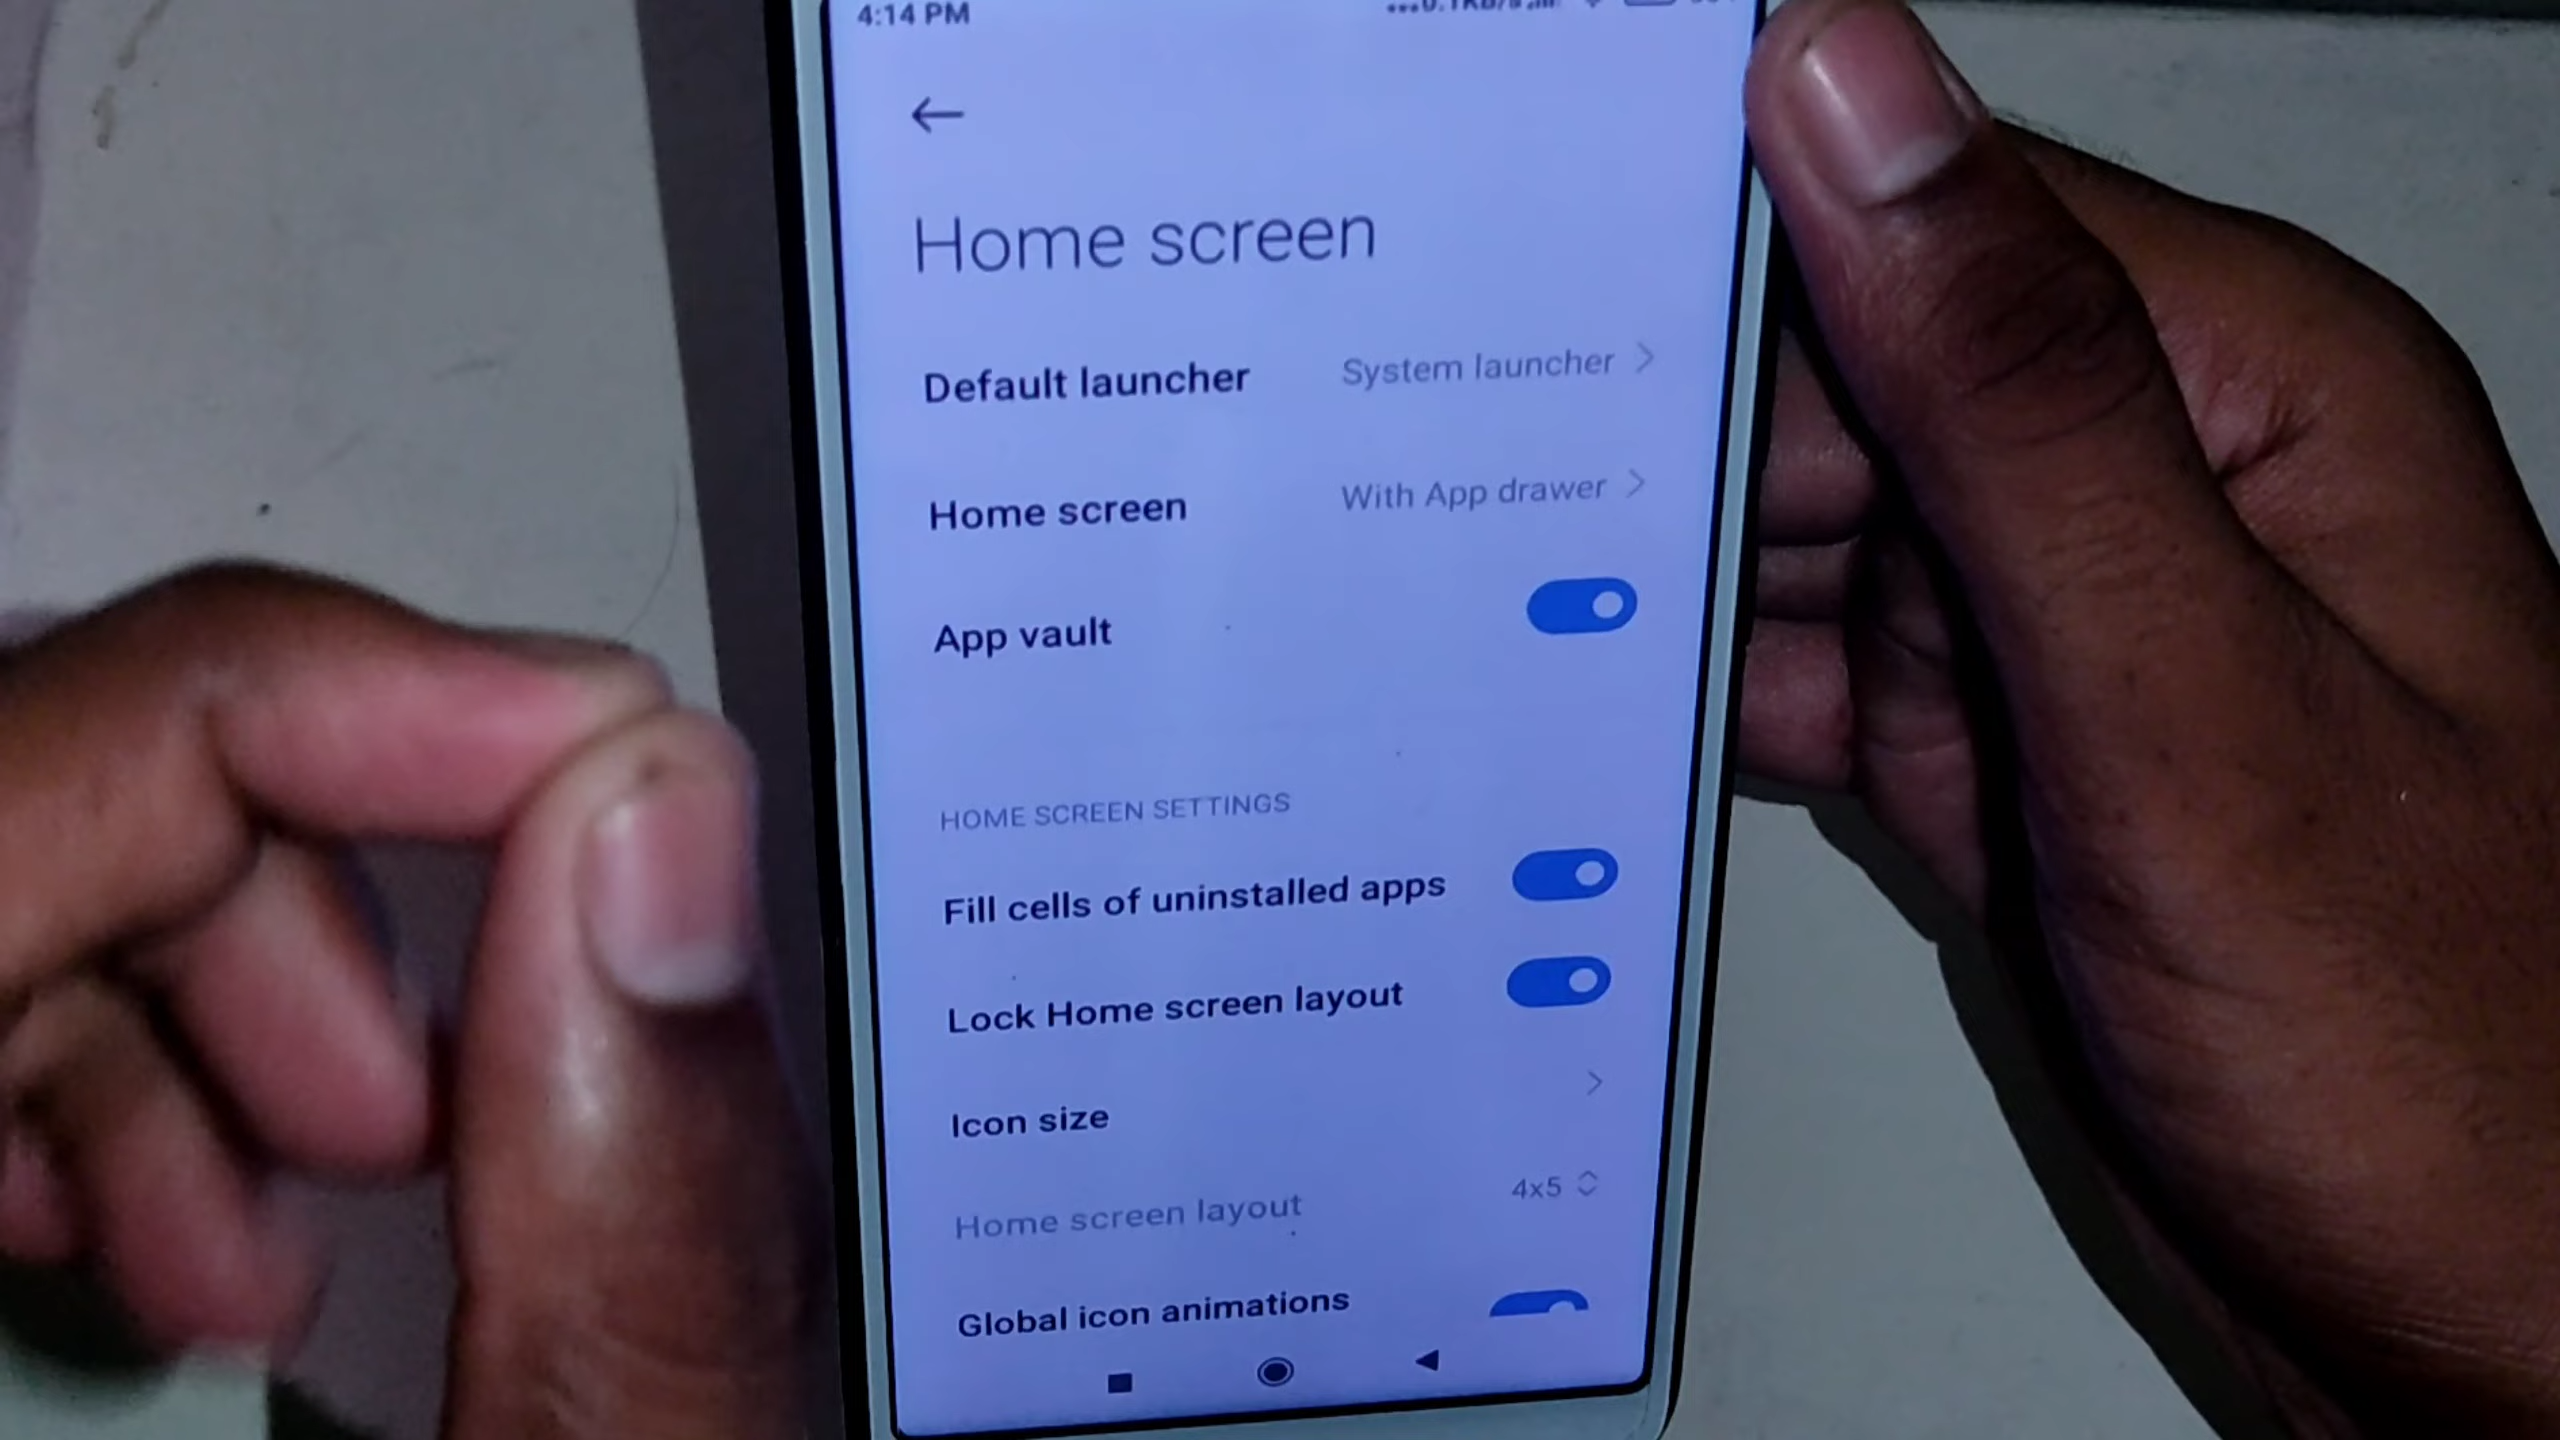 4:14 PM
Home screen
Default launcher System launcher
Home screen With App drawer
App vault
HOME SCREEN SETTINGS
Fill cells of uninstalled apps
Lock Home screen layout
Icon size
Home screen layout 4x5
Global icon animations